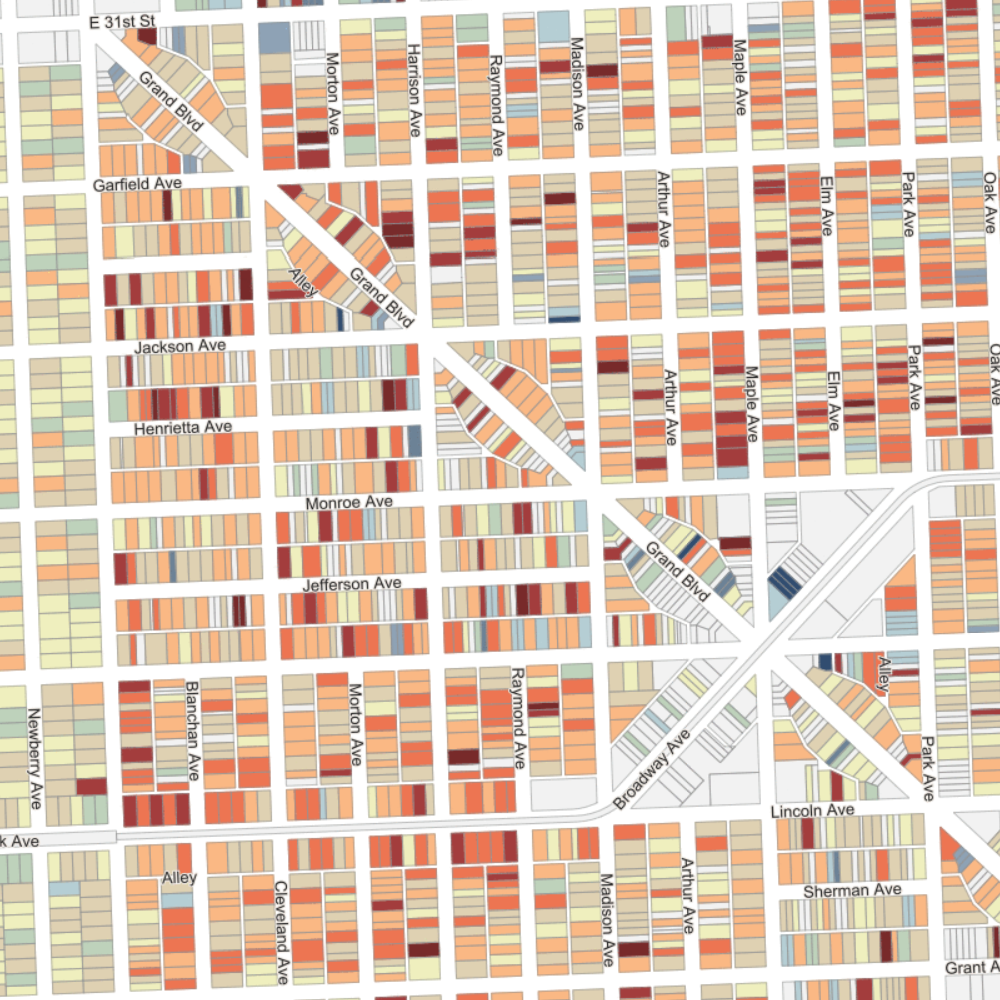 E 31st St
Grand Blvd
Morton Ave
Harrison Ave
Raymond Ave
Madison Ave
Maple Ave
Garfield Ave
Arthur Ave
Elm Ave
Park Ave
Oak Ave
Alley
Grand Blvd
Jackson Ave
Arthur Ave
Maple Ave
Elm Ave
Park Ave
Oak Ave
Henrietta Ave
Monroe Ave
Jefferson Ave
Grand Blvd
Newberry Ave
Blanchan Ave
Morton Ave
Raymond Ave
Alley
Park Ave
Broadway Ave
Lincoln Ave
k Ave
Alley
Cleveland Ave
Madison Ave
Arthur Ave
Sherman Ave
Grant A